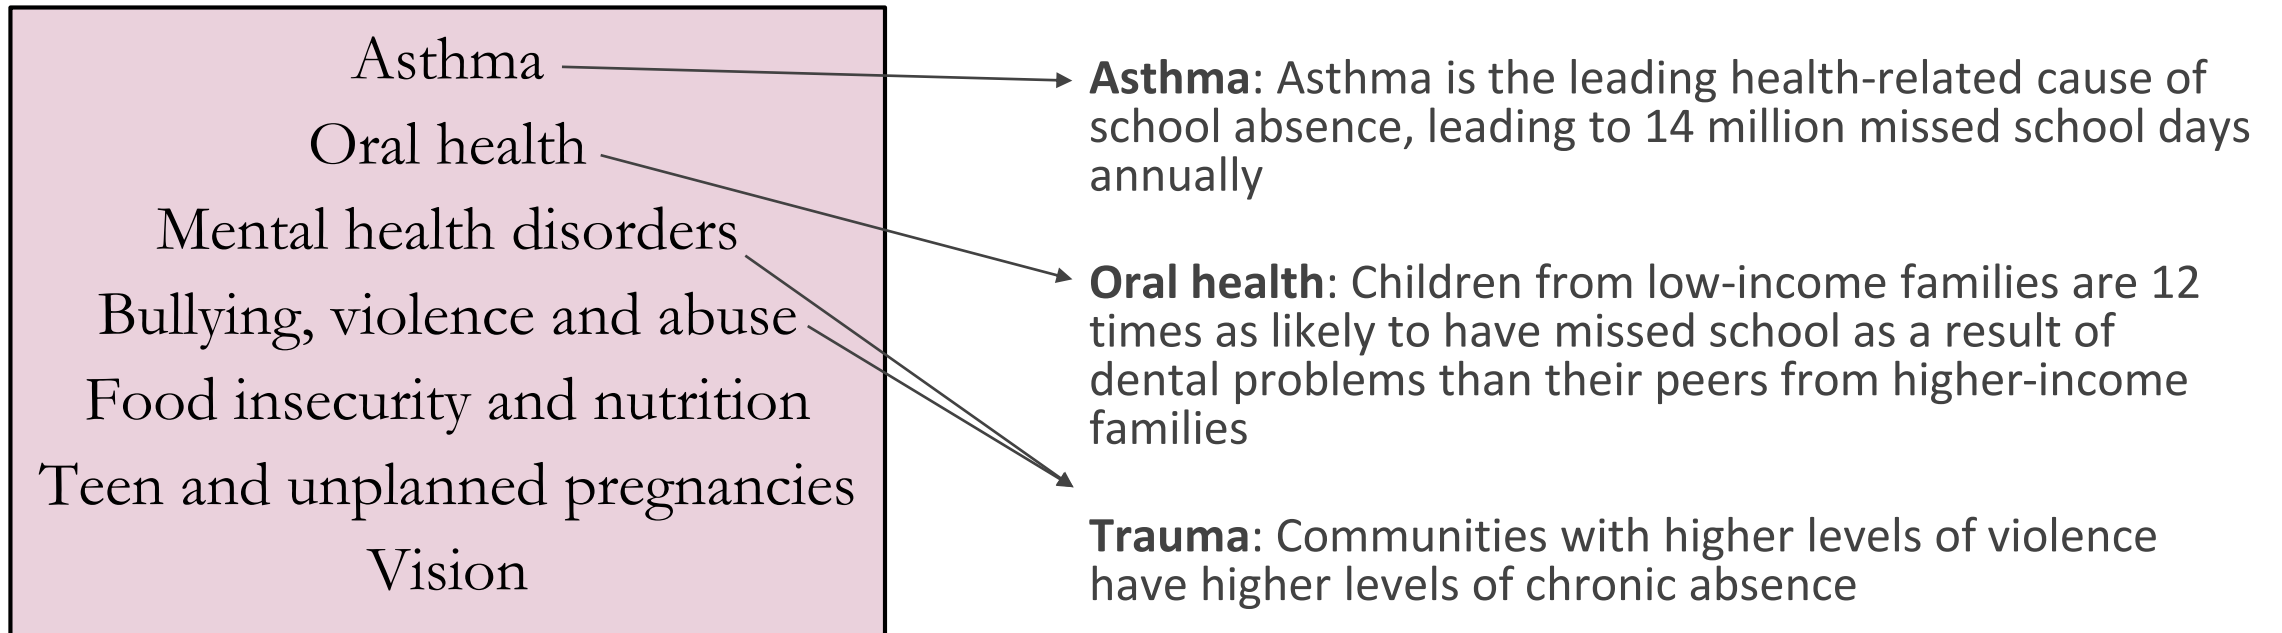 Asthma
Oral health
Mental health disorders
Bullying, violence and abuse
Food insecurity and nutrition
Teen and unplanned pregnancies
Vision
Asthma: Asthma is the leading health-related cause of
school absence, leading to 14 million missed school days
annually
Oral health: Children from low-income families are 12
times as likely to have missed school as a result of
dental problems than their peers from higher-income
families
Trauma: Communities with higher levels of violence
have higher levels of chronic absence